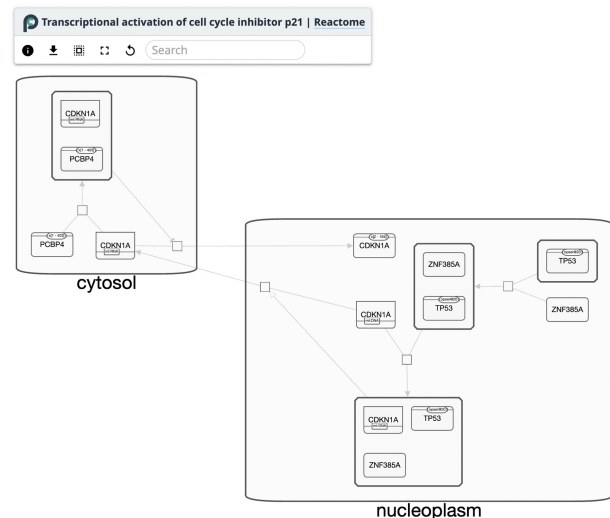 Transcriptional activation of cell cycle inhibitor p21 | Reactome
Search
CDKN1A
PCBP4
PCBP4
CDKN1A
cytosol
CDKN1A
ZNF385A
TP53
TP53
ZNF385A
CDKN1A
CDKN1A
TP53
ZNF385A
nucleoplasm